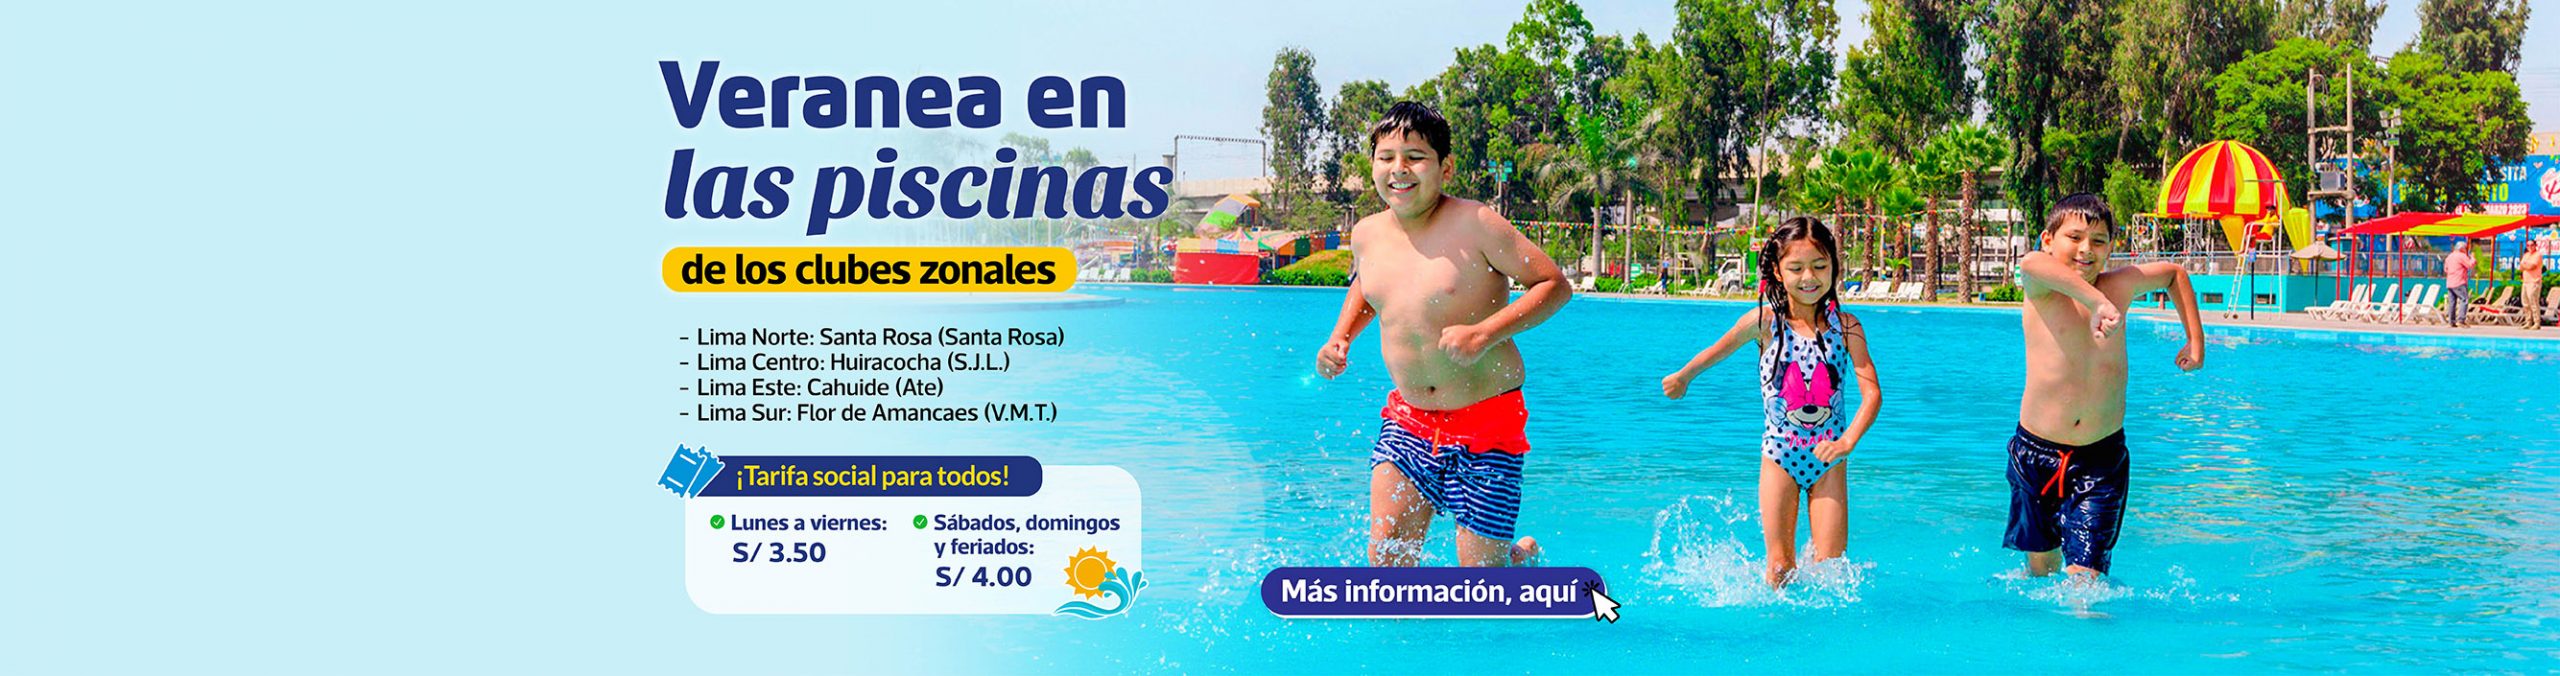 Veranea en
las piscinas
de los clubes zonales
- Lima Norte: Santa Rosa (Santa Rosa)
- Lima Centro: Huiracocha (S.J.L.)
- Lima Este: Cahuide (Ate)
- Lima Sur: Flor de Amancaes (V.M.T.)
¡Tarifa social para todos!
Lunes a viernes:
S/ 3.50
Sábados, domingos
y feriados:
S/ 4.00
Más información, aquí